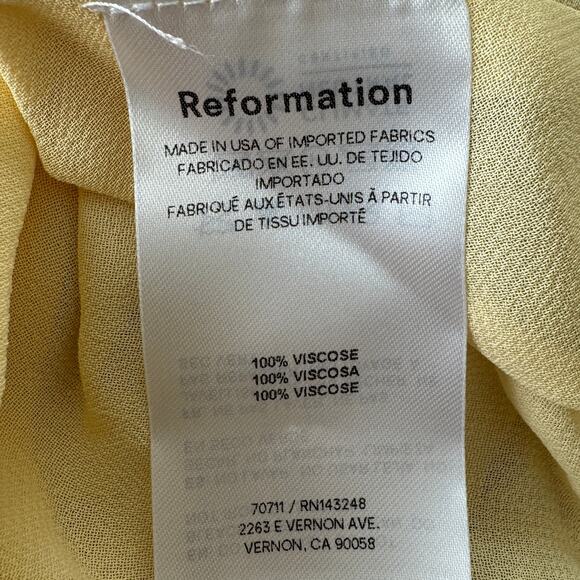 Reformation
MADE IN USA OF IMPORTED FABRICS
FABRICADO EN EE. UU. DE TEJIDO
IMPORTADO
FABRIQUÉ AUX ÉTATS-UNIS À PARTIR
DE TISSU IMPORTÉ
100% VISCOSE
100% VISCOSA
100% VISCOSE
70711 / RN143248
2263 E VERNON AVE.
VERNON, CA 90058